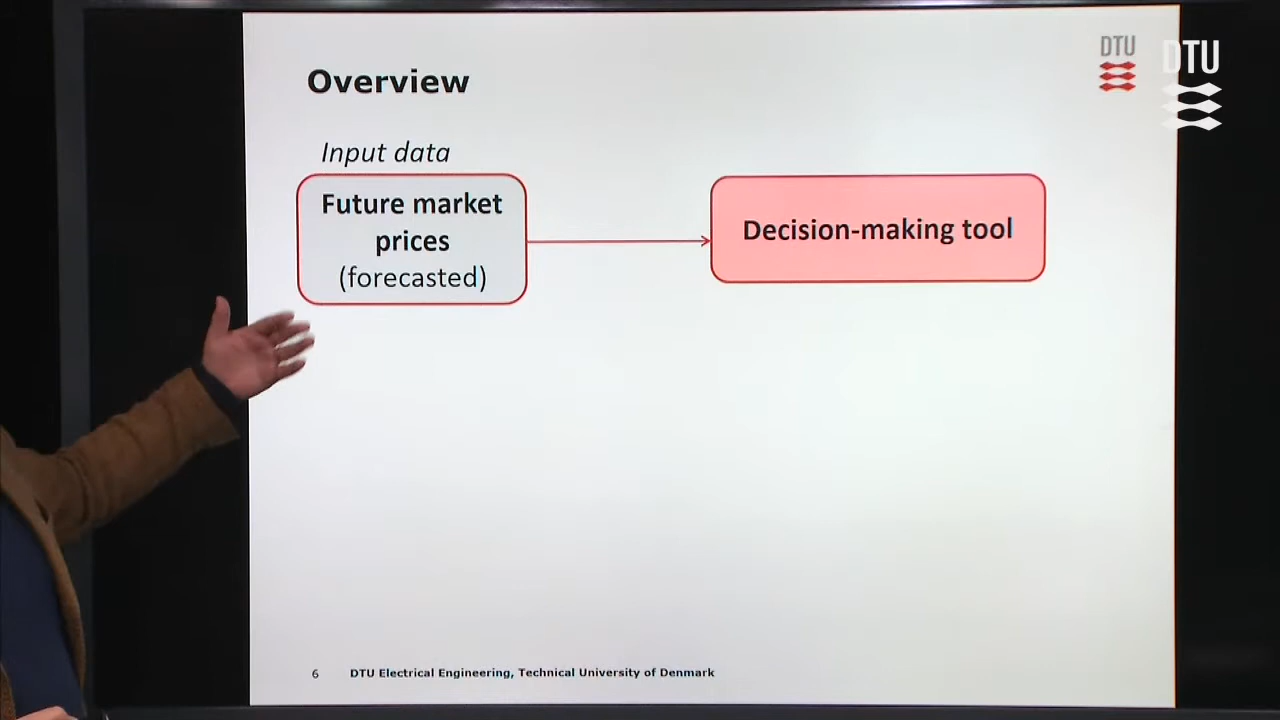 Overview
DTU
DTU
Input data
Future market
prices
(forecasted)
Decision-making tool
6 DTU Electrical Engineering, Technical University of Denmark